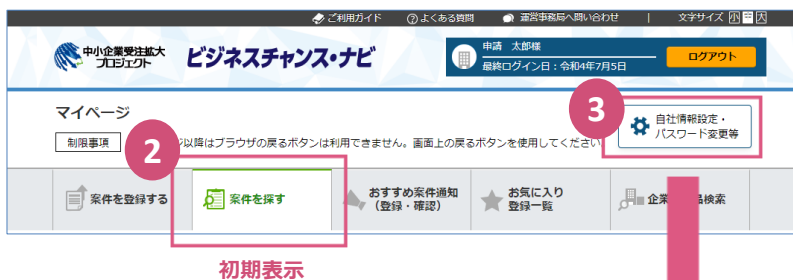 ご利用ガイド ? よくある質問 運営事務局へ問い合わせ | 文字サイズ 小 中 大
中小企業受注拡大
プロジェクト
ビジネスチャンス・ナビ
申請 太郎様
最終ログイン日:令和4年7月5日
ログアウト
マイページ
3
自社情報設定・
パスワード変更等
制限事項
2
以降はブラウザの戻るボタンは利用できません。画面上の戻るボタンを使用してください
案件を登録する
案件を探す
おすすめ案件通知
(登録・確認)
お気に入り
登録一覧
企業 検索
初期表示